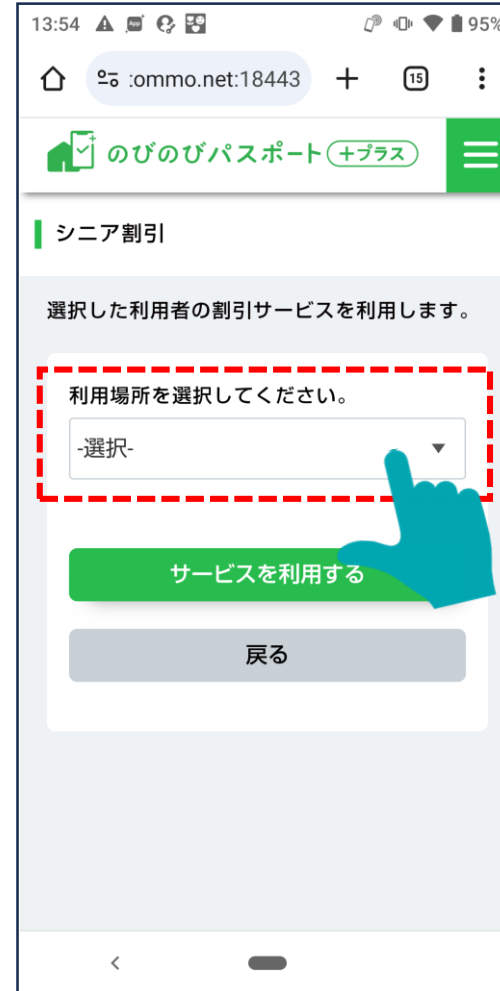 13:54 95%
:ommo.net:18443 15
のびのびパスポート +プラス
シニア割引
選択した利用者の割引サービスを利用します。
利用場所を選択してください。
-選択-
サービスを利用する
戻る